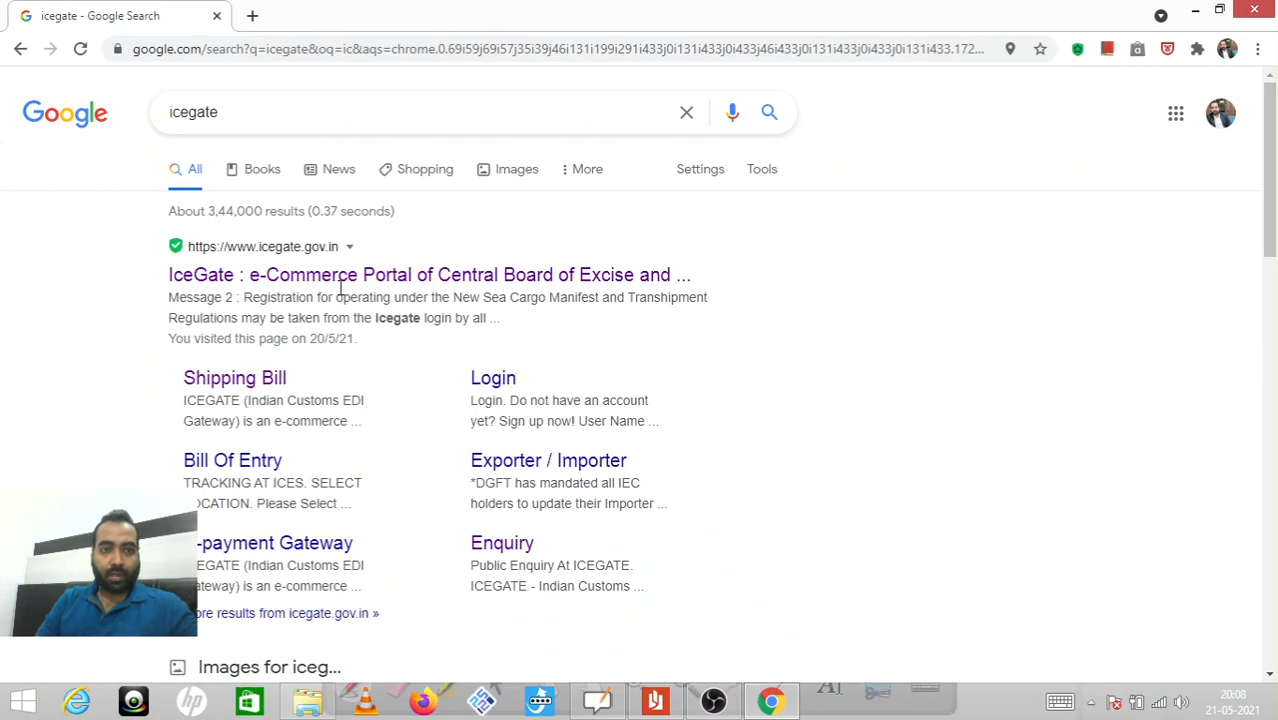 icegate - Google Search
google.com/search?q=icegate&oq=ic&aqs=chrome.0.69i59j69i57j35i39j46i131i199i291i433j0i131i433j0i433j46i433j0i131i433j0i131i433.172...
Google
icegate
All
Books
News
Shopping
Images
More
Settings
Tools
About 3,44,000 results (0.37 seconds)
https://www.icegate.gov.in
IceGate : e-Commerce Portal of Central Board of Excise and ...
Message 2 : Registration for operating under the New Sea Cargo Manifest and Transhipment
Regulations may be taken from the Icegate login by all ...
You visited this page on 20/5/21.
Shipping Bill
ICEGATE (Indian Customs EDI
Gateway) is an e-commerce ...
Login
Login. Do not have an account
yet? Sign up now! User Name ...
Bill Of Entry
TRACKING AT ICES. SELECT
OCATION. Please Select ...
Exporter / Importer
*DGFT has mandated all IEC
holders to update their Importer ...
-payment Gateway
EGATE (Indian Customs EDI
ateway) is an e-commerce ...
Enquiry
Public Enquiry At ICEGATE.
ICEGATE - Indian Customs ...
ore results from icegate.gov.in »
Images for iceg...
20:08
21-05-2021